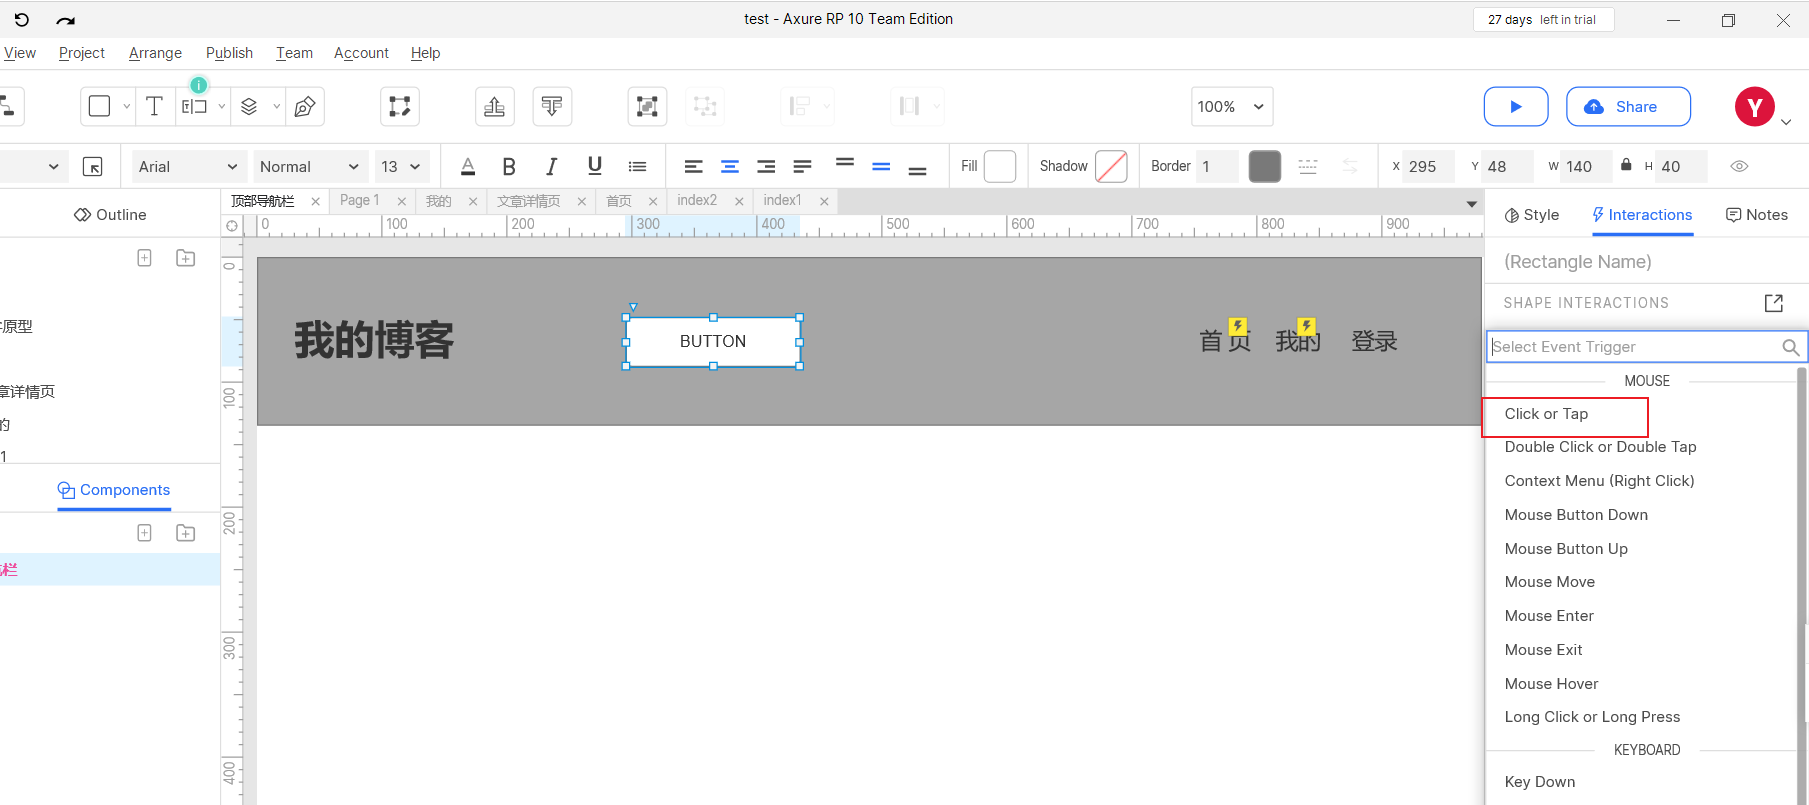 test - Axure RP 10 Team Edition
27 days left in trial
View Project Arrange Publish Team Account Help
100%
Share
Y
Arial
Normal
13
Fill
Shadow
Border 1
X 295
Y 48
W 140
H 40
Outline
顶部导航栏
Page 1
我的
文章详情页
首页
index2
index1
Style
Interactions
Notes
0 100 200 300 400 500 600 700 800 900
(Rectangle Name)
SHAPE INTERACTIONS
原型
章详情页
的
1
Components
栏
0
100
200
300
400
我的博客
BUTTON
首 页
我的
登录
Select Event Trigger
MOUSE
Click or Tap
Double Click or Double Tap
Context Menu (Right Click)
Mouse Button Down
Mouse Button Up
Mouse Move
Mouse Enter
Mouse Exit
Mouse Hover
Long Click or Long Press
KEYBOARD
Key Down